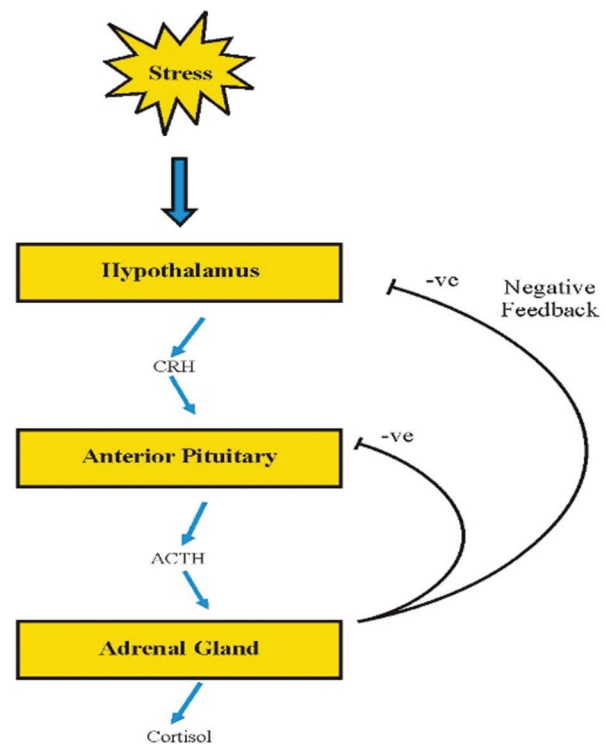 Stress
Hypothalamus
-ve
Negative
Feedback
CRH
-ve
Anterior Pituitary
ACTH
Adrenal Gland
Cortisol